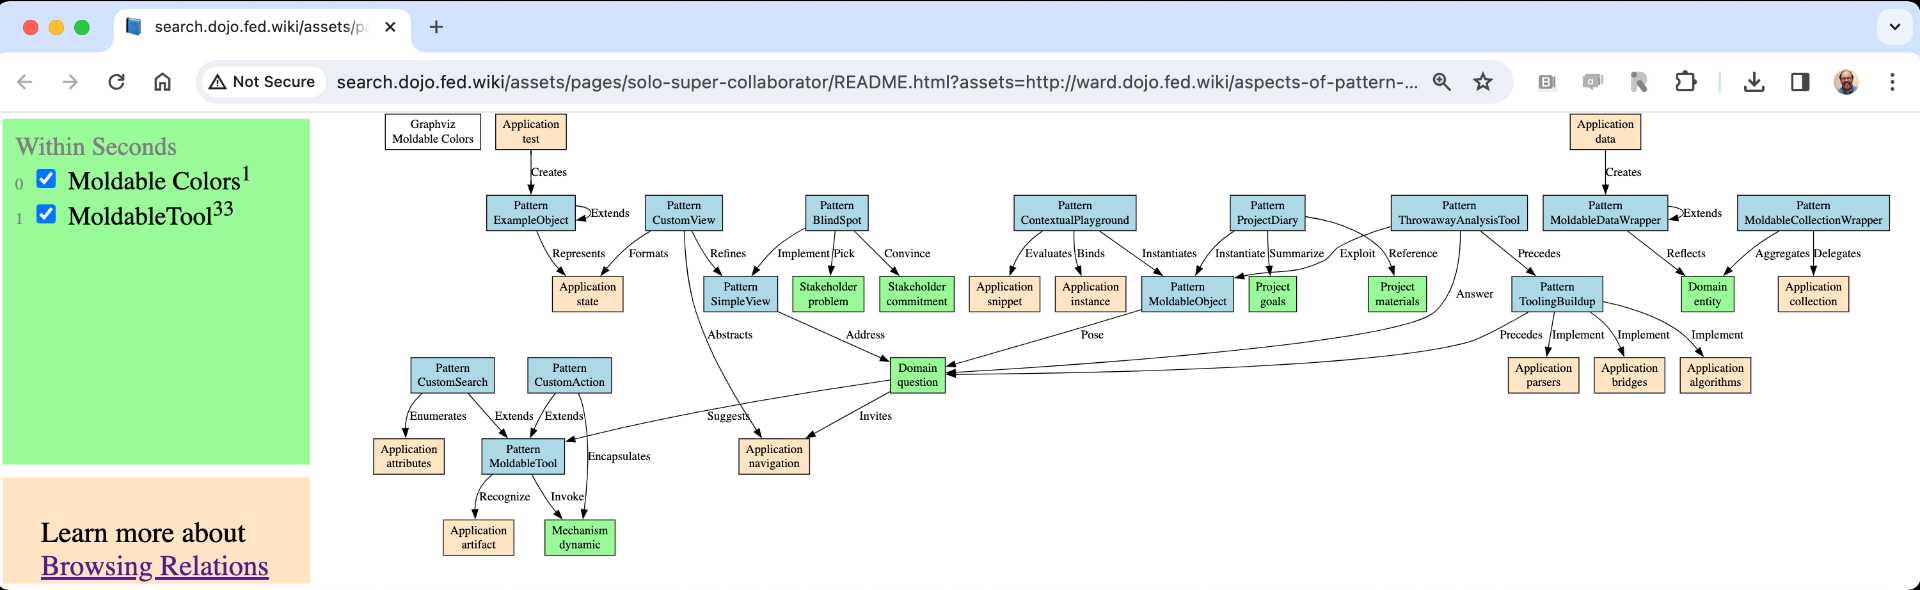 search.dojo.fed.wiki/assets/pa
Not Secure
search.dojo.fed.wiki/assets/pages/solo-super-collaborator/README.html?assets=http://ward.dojo.fed.wiki/aspects-of-pattern-...
Within Seconds
0 Moldable Colors1
1 MoldableTool33
Learn more about
Browsing Relations
Graphviz
Moldable Colors
Application
test
Application
data
Creates
Creates
Pattern
ExampleObject
Extends
Pattern
CustomView
Pattern
BlindSpot
Pattern
ContextualPlayground
Pattern
ProjectDiary
Pattern
ThrowawayAnalysisTool
Pattern
MoldableDataWrapper
Extends
Pattern
MoldableCollectionWrapper
Represents
Formats
Refines
Implement
Pick
Convince
Evaluates
Binds
Instantiates
Instantiate
Summarize
Exploit
Reference
Precedes
Reflects
Aggregates
Delegates
Application
state
Pattern
SimpleView
Stakeholder
problem
Stakeholder
commitment
Application
snippet
Application
instance
Pattern
MoldableObject
Project
goals
Project
materials
Answer
Pattern
ToolingBuildup
Domain
entity
Application
collection
Abstracts
Address
Pose
Precedes
Implement
Implement
Implement
Pattern
CustomSearch
Pattern
CustomAction
Domain
question
Application
parsers
Application
bridges
Application
algorithms
Enumerates
Extends
Extends
Suggests
Invites
Application
attributes
Pattern
MoldableTool
Encapsulates
Application
navigation
Recognize
Invoke
Application
artifact
Mechanism
dynamic